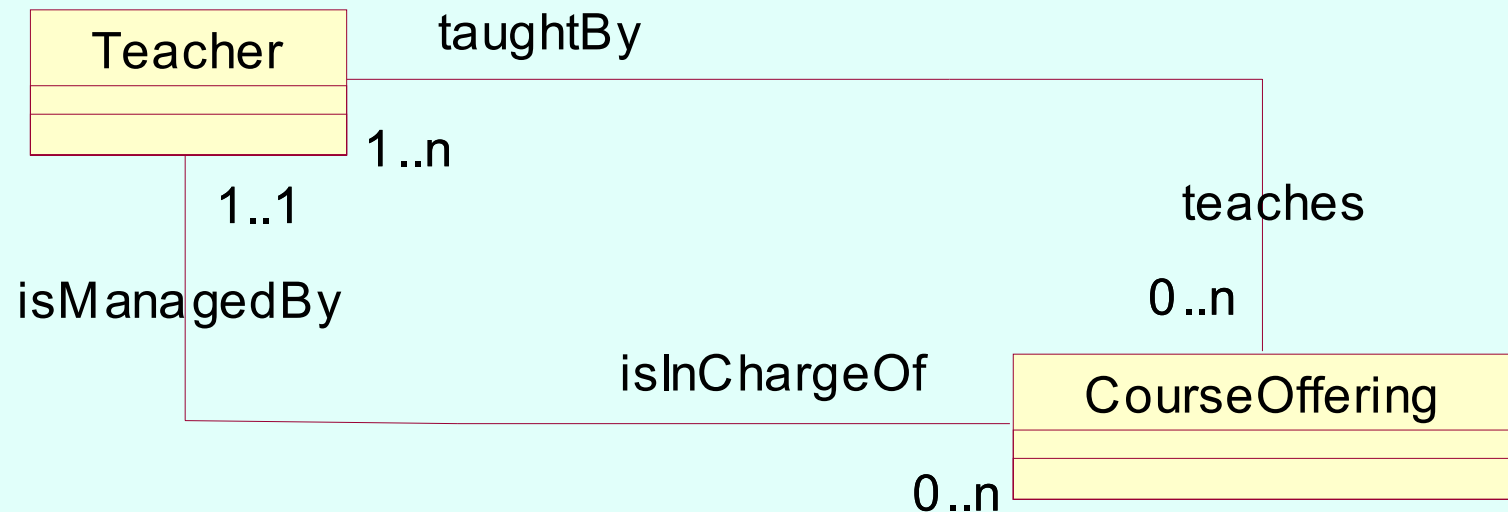 taughtBy
Teacher
1..n
1..1
teaches
isManagedBy
0..n
isInChargeOf
CourseOffering
0..n